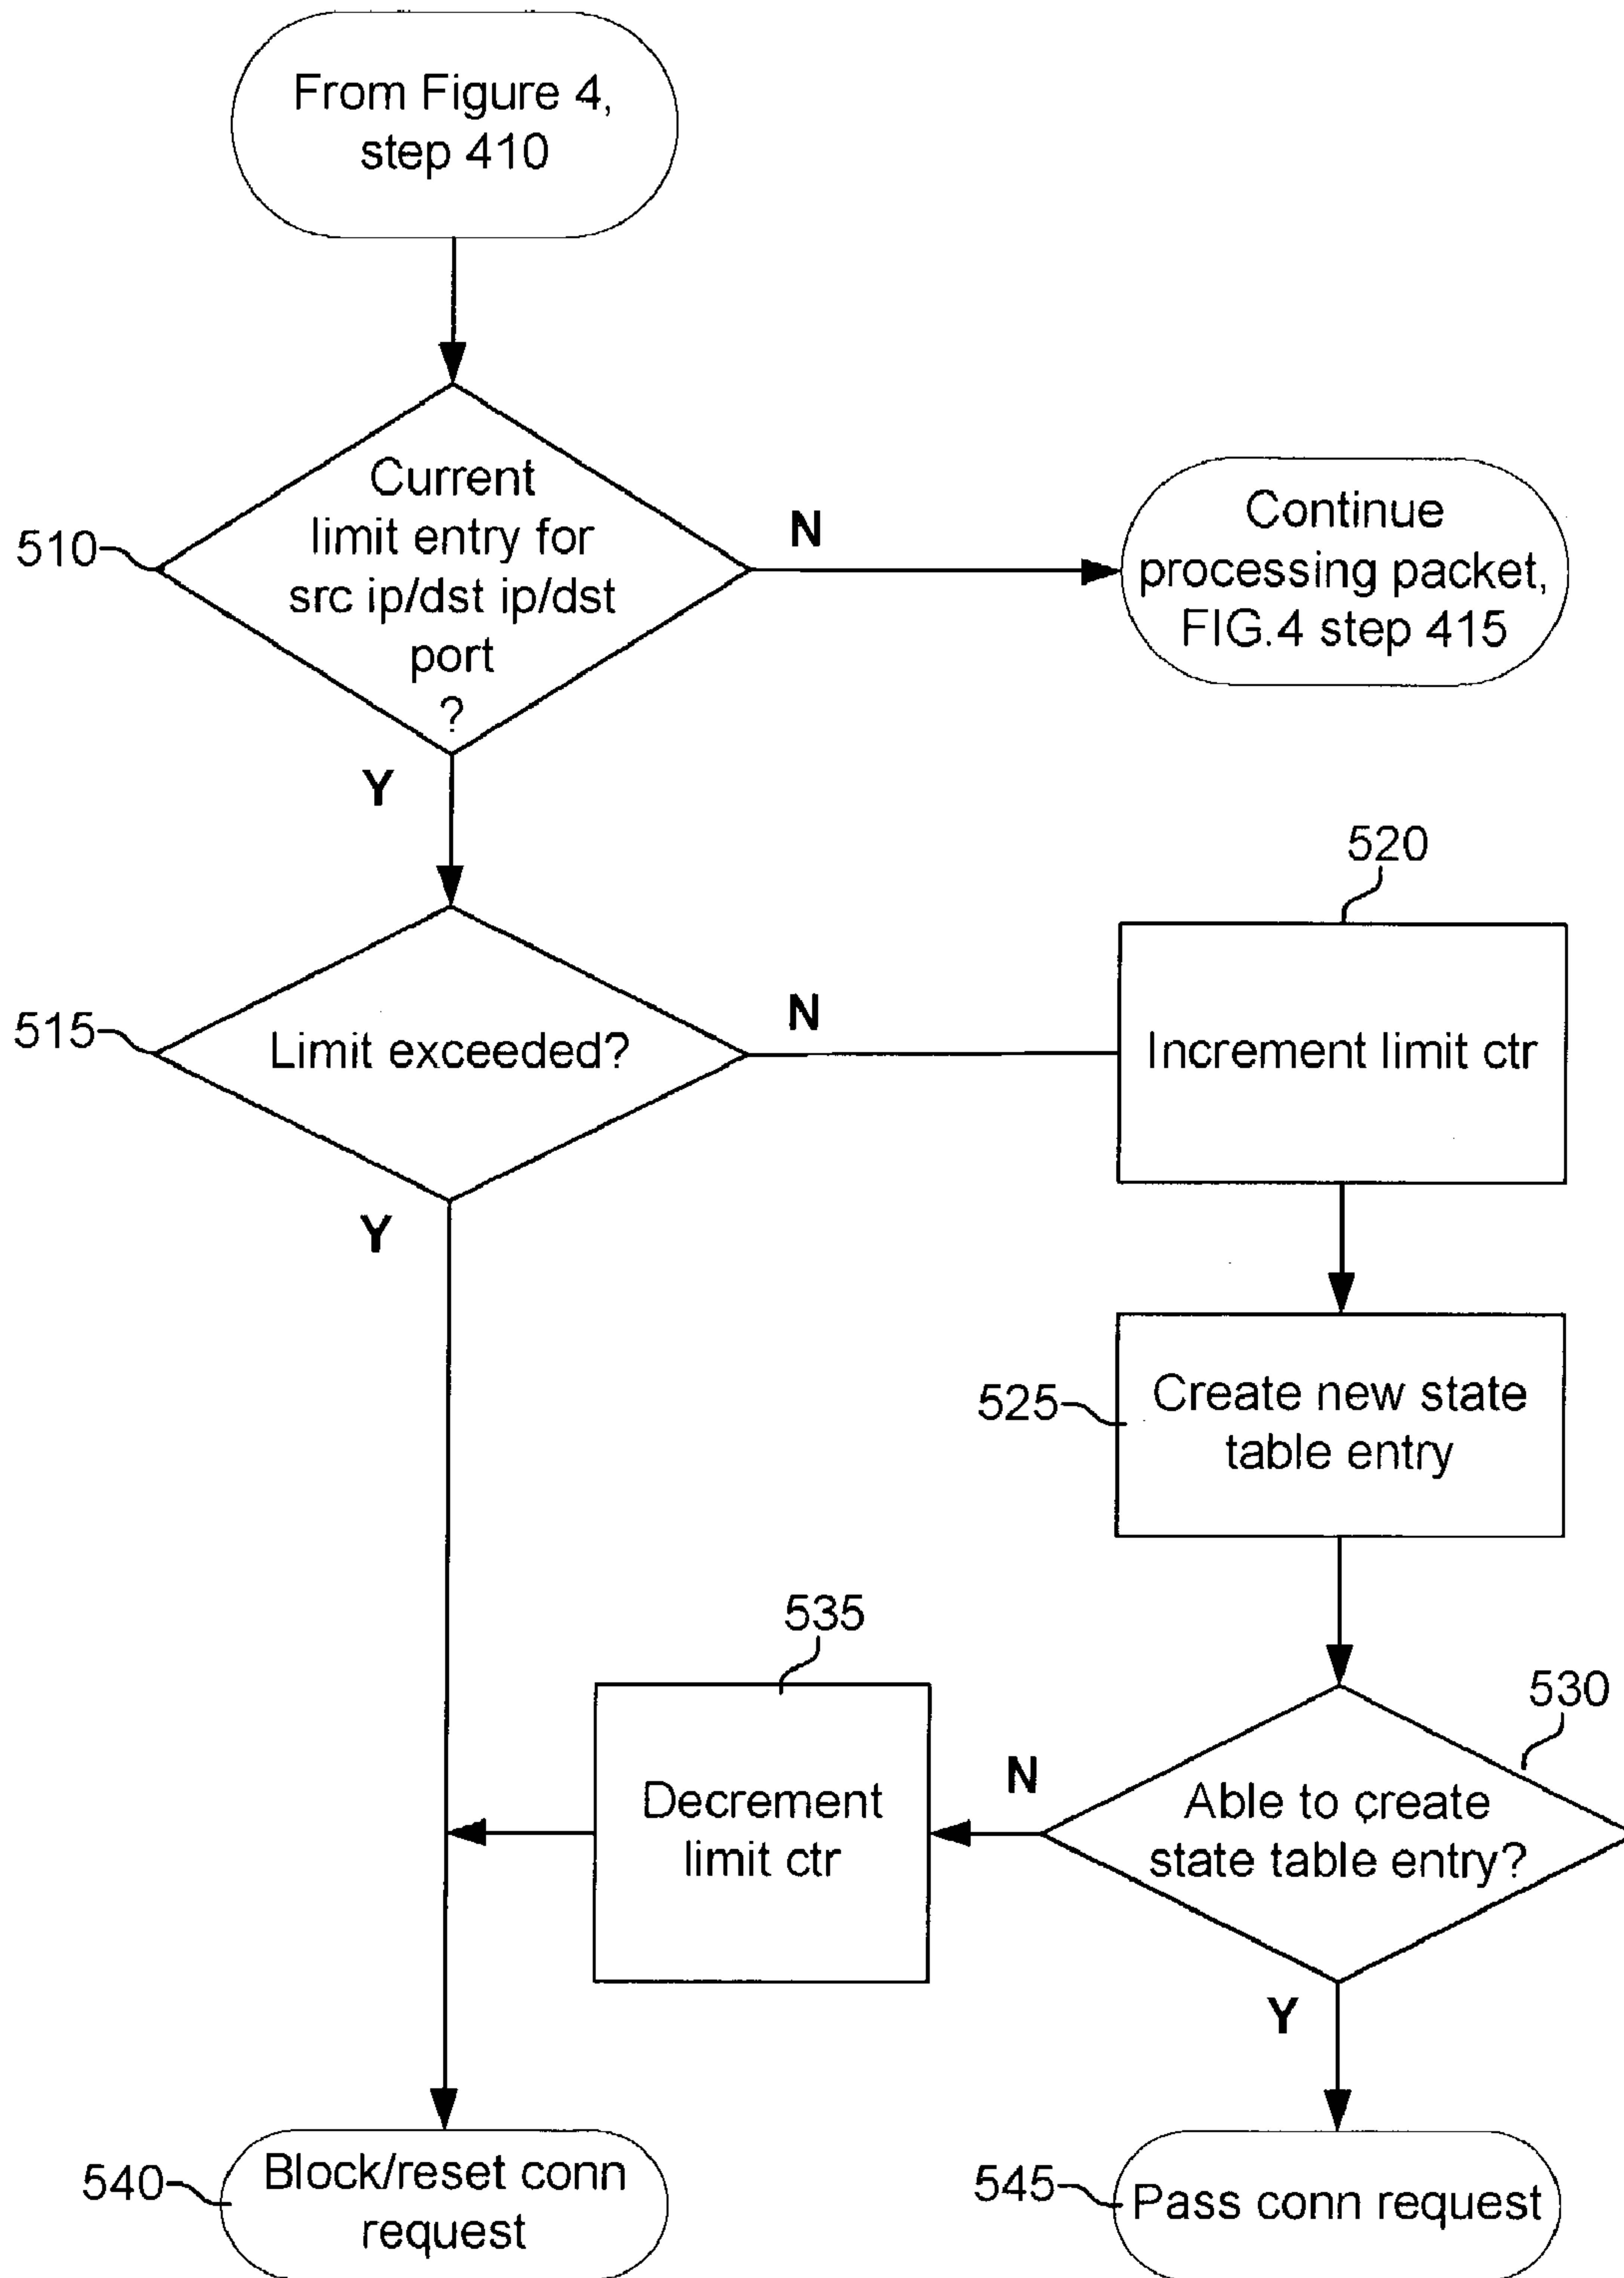 From Figure 4,
step 410
510
Current
limit entry for
src ip/dst ip/dst
port
?
N
Continue
processing packet,
FIG.4 step 415
Y
515
Limit exceeded?
N
520
Increment limit ctr
Y
525
Create new state
table entry
530
Able to create
state table entry?
N
535
Decrement
limit ctr
Y
540
Block/reset conn
request
545
Pass conn request